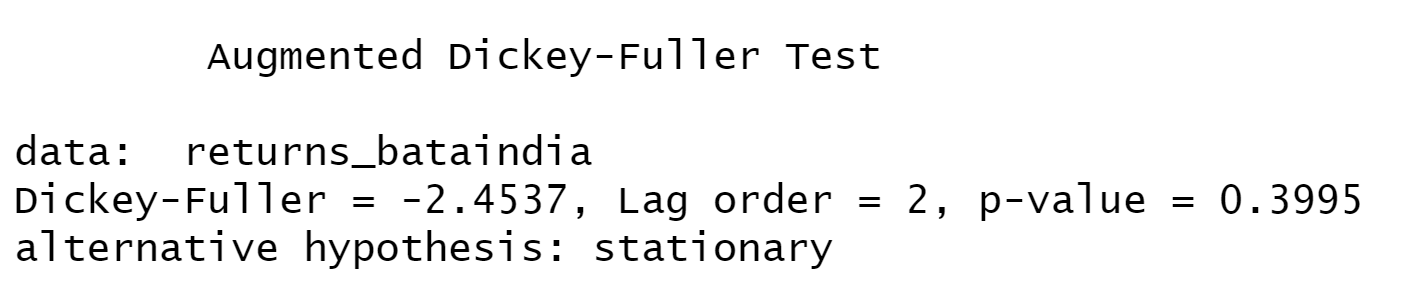 Augmented Dickey-Fuller Test
data:  returns_bataindia
Dickey-Fuller = -2.4537, Lag order = 2, p-value = 0.3995
alternative hypothesis: stationary